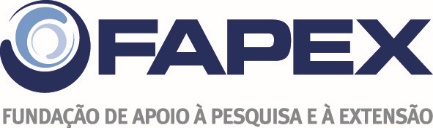 FAPEX
FUNDAÇÃO DE APOIO À PESQUISA E À EXTENSÃO